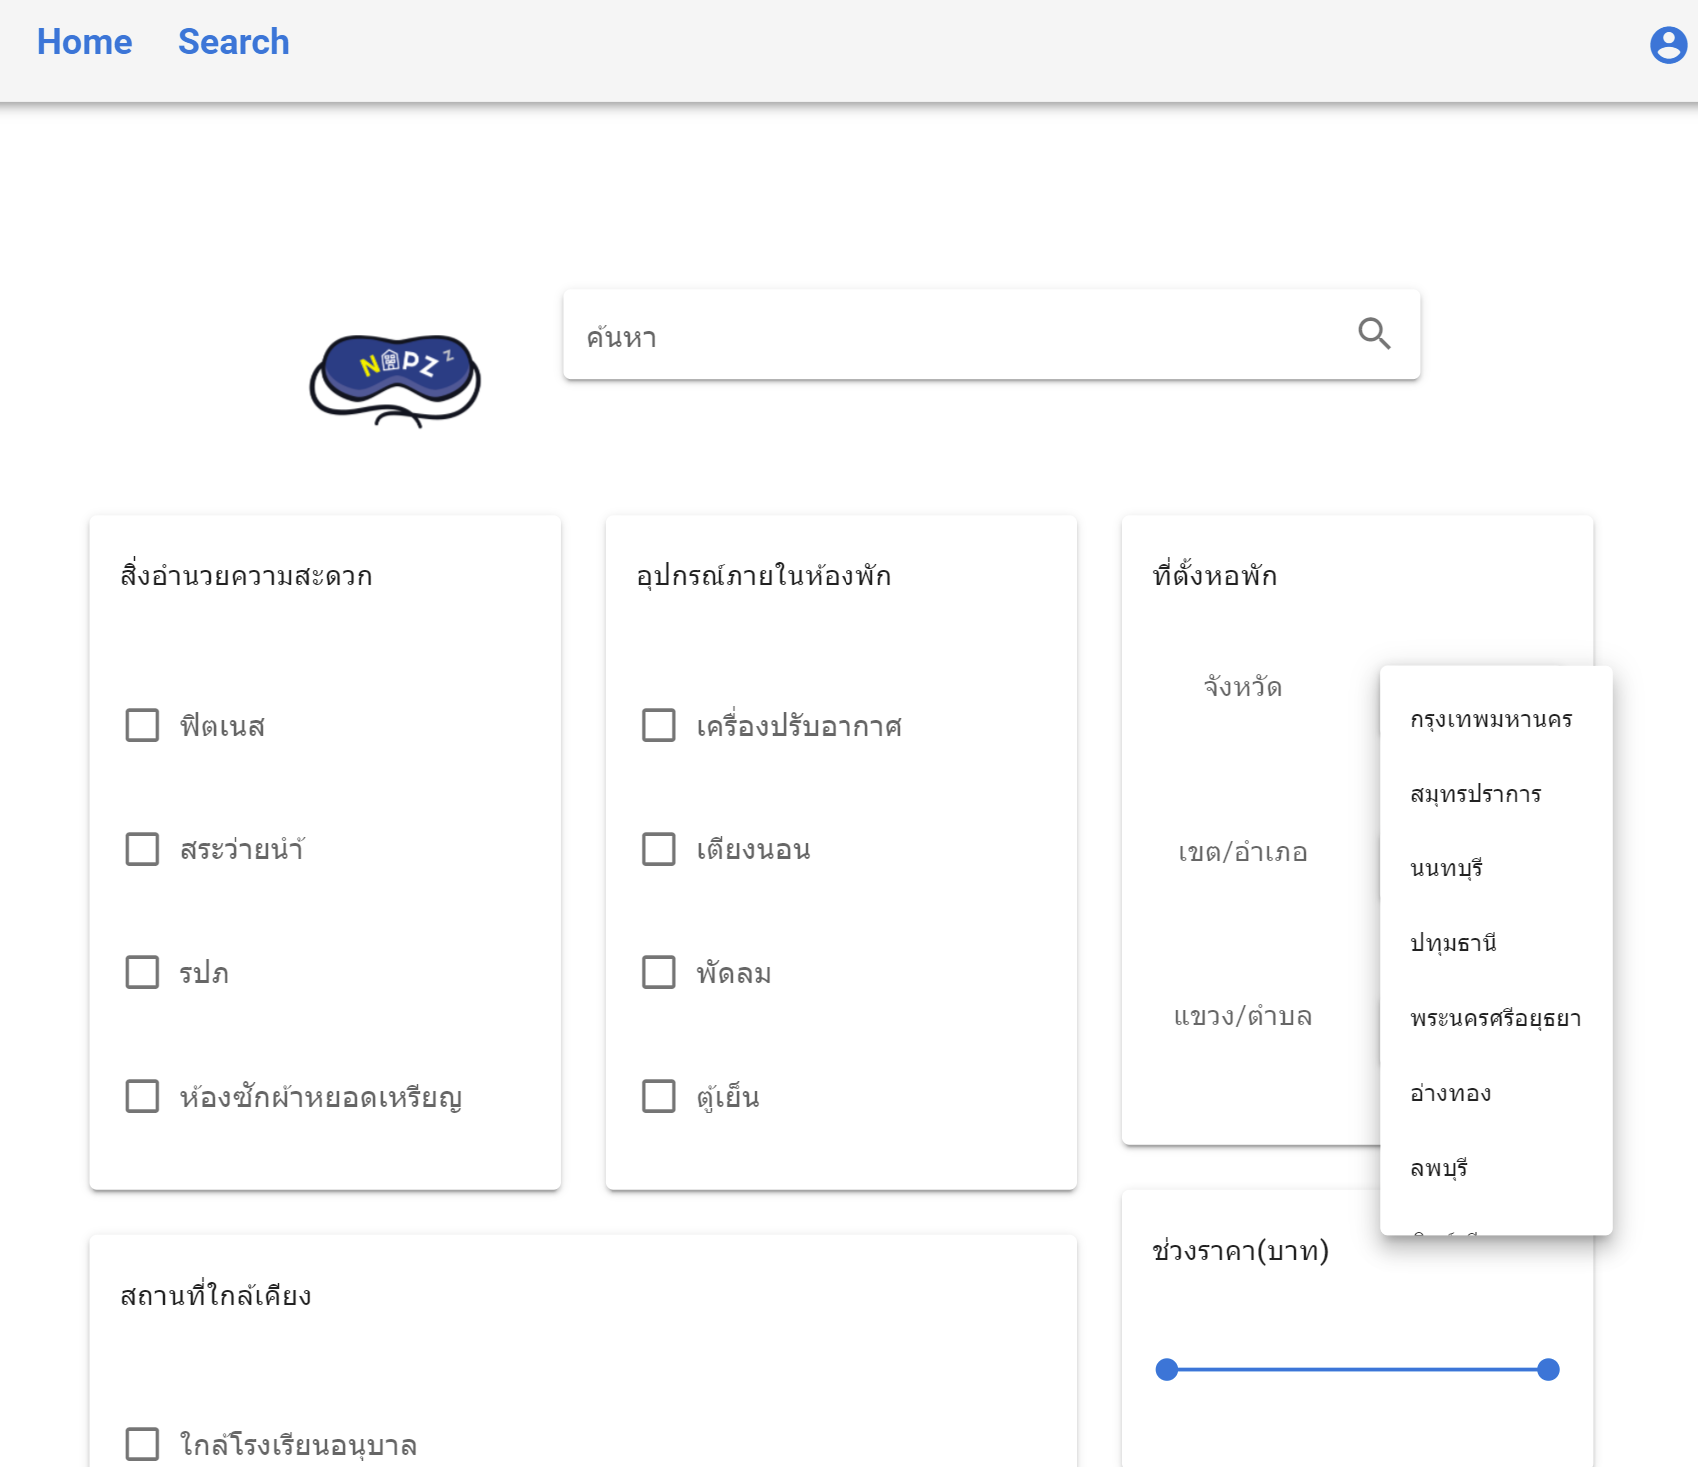 Home Search
NAPZ z
ค้นหา
สิ่งอำนวยความสะดวก
ฟิตเนส
สระว่ายนำ้
รปภ
ห้องซักผ้าหยอดเหรียญ
อุปกรณ์ภายในห้องพัก
เครื่องปรับอากาศ
เตียงนอน
พัดลม
ตู้เย็น
ที่ตั้งหอพัก
จังหวัด
เขต/อำเภอ
แขวง/ตำบล
กรุงเทพมหานคร
สมุทรปราการ
นนทบุรี
ปทุมธานี
พระนครศรีอยุธยา
อ่างทอง
ลพบุรี
สถานที่ใกล้เคียง
ใกล้โรงเรียนอนุบาล
ช่วงราคา(บาท)